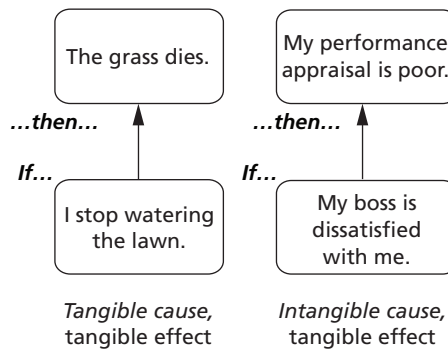 The grass dies.
...then...
If...
I stop watering
the lawn.
Tangible cause,
tangible effect
My performance
appraisal is poor.
...then...
If...
My boss is
dissatisfied
with me.
Intangible cause,
tangible effect